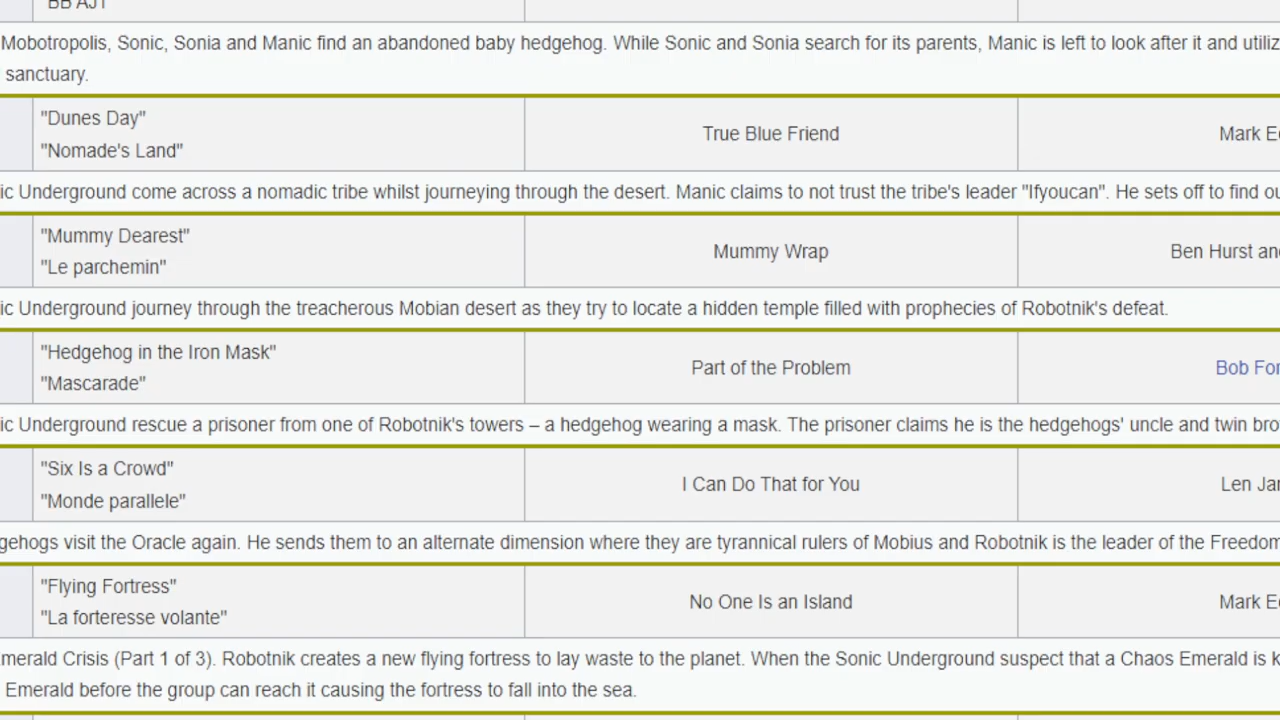 "BB AJ1"
Mobotropolis, Sonic, Sonia and Manic find an abandoned baby hedgehog. While Sonic and Sonia search for its parents, Manic is left to look after it and utiliz
sanctuary.
"Dunes Day"
"Nomade's Land"
True Blue Friend
Mark Ec
ic Underground come across a nomadic tribe whilst journeying through the desert. Manic claims to not trust the tribe's leader "Ifyoucan". He sets off to find ou
"Mummy Dearest"
"Le parchemin"
Mummy Wrap
Ben Hurst and
ic Underground journey through the treacherous Mobian desert as they try to locate a hidden temple filled with prophecies of Robotnik's defeat.
"Hedgehog in the Iron Mask"
"Mascarade"
Part of the Problem
Bob For
ic Underground rescue a prisoner from one of Robotnik's towers – a hedgehog wearing a mask. The prisoner claims he is the hedgehogs' uncle and twin bro
"Six Is a Crowd"
"Monde parallele"
I Can Do That for You
Len Jan
gehogs visit the Oracle again. He sends them to an alternate dimension where they are tyrannical rulers of Mobius and Robotnik is the leader of the Freedom
"Flying Fortress"
"La forteresse volante"
No One Is an Island
Mark Ec
merald Crisis (Part 1 of 3). Robotnik creates a new flying fortress to lay waste to the planet. When the Sonic Underground suspect that a Chaos Emerald is k
Emerald before the group can reach it causing the fortress to fall into the sea.